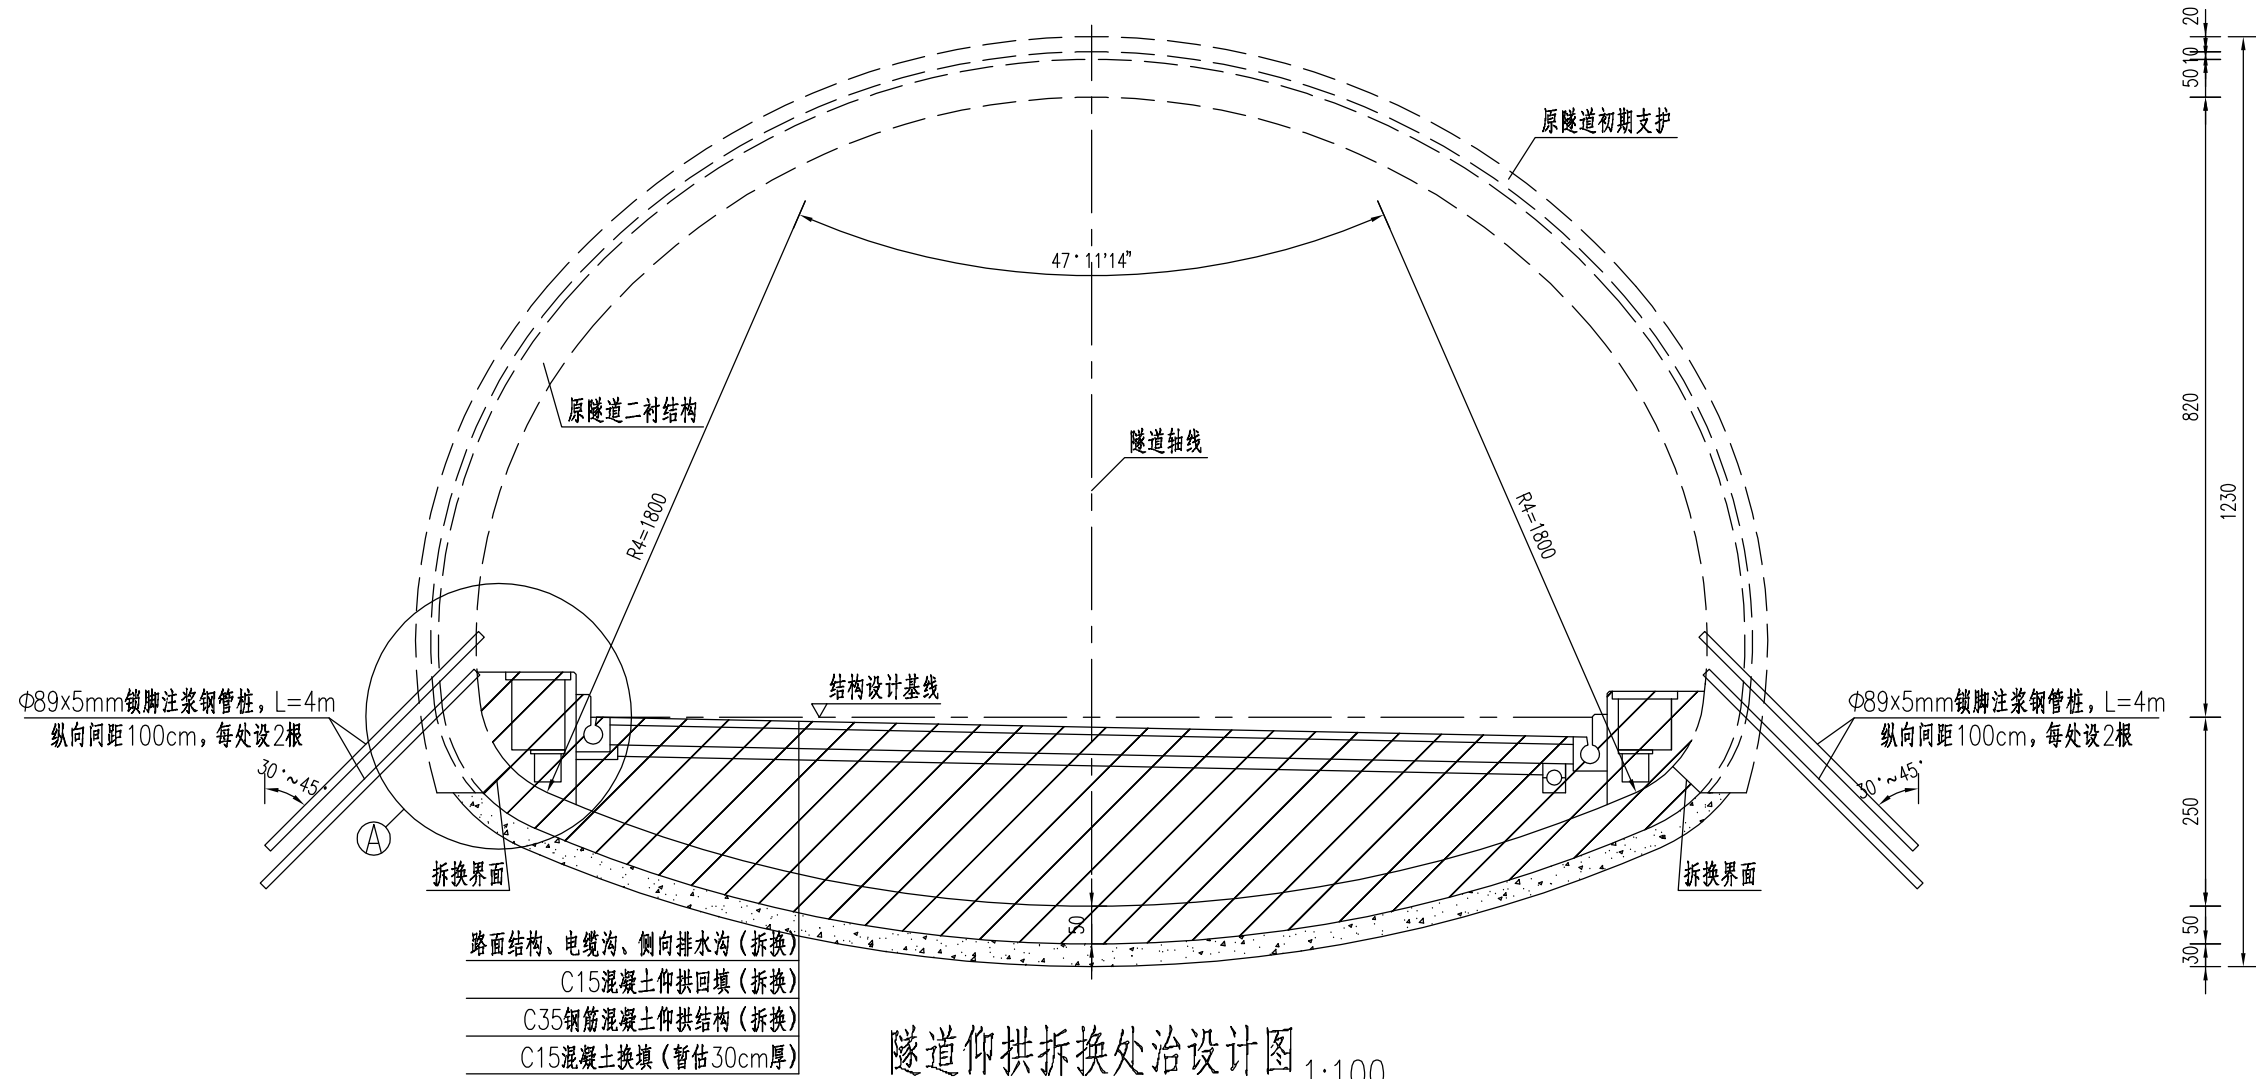 20
10
50
原隧道初期支护
47°11'14"
原隧道二衬结构
820
隧道轴线
R4=1800
R4=1800
1230
结构设计基线
Φ89x5mm锁脚注浆钢管桩，L=4m
纵向间距100cm，每处设2根
30°~45°
Φ89x5mm锁脚注浆钢管桩，L=4m
纵向间距100cm，每处设2根
30°~45°
250
A
拆换界面
拆换界面
50
50
30
路面结构、电缆沟、侧向排水沟（拆换）
C15混凝土仰拱回填（拆换）
C35钢筋混凝土仰拱结构（拆换）
C15混凝土换填（暂估30cm厚）
隧道仰拱拆换处治设计图 1:100